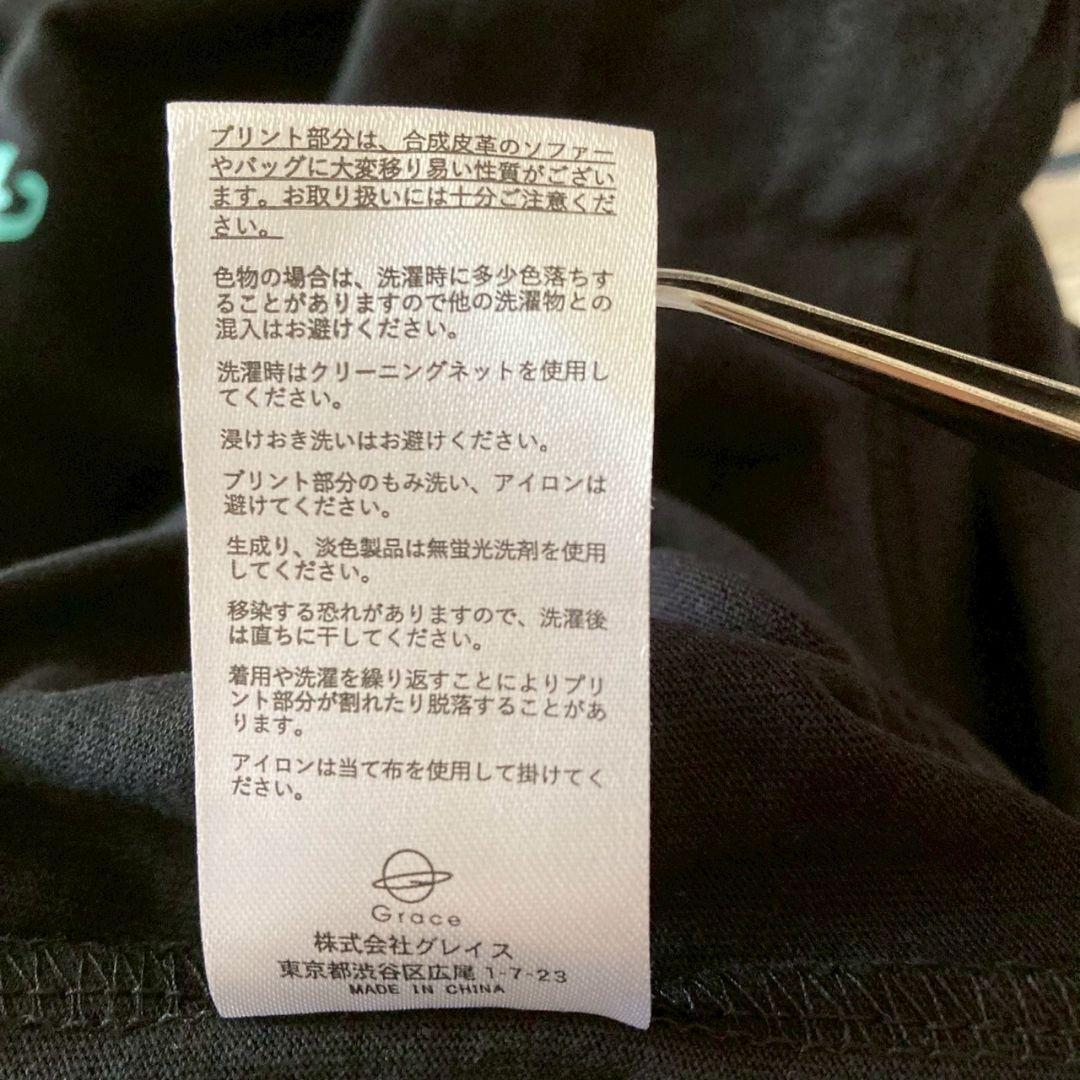 プリント部分は、合成皮革のソファー
やバッグに大変移り易い性質がござい
ます。お取り扱いには十分ご注意くだ
さい。
色物の場合は、洗濯時に多少色落ちす
ることがありますので他の洗濯物との
混入はお避けください。
洗濯時はクリーニングネットを使用し
てください。
浸けおき洗いはお避けください。
プリント部分のもみ洗い、アイロンは
避けてください。
生成り、淡色製品は無蛍光洗剤を使用
してください。
移染する恐れがありますので、洗濯後
は直ちに干してください。
着用や洗濯を繰り返すことによりプリ
ント部分が割れたり脱落することがあ
ります。
アイロンは当て布を使用して掛けてく
ださい。
Grace
株式会社グレイス
東京都渋谷区広尾 1-7-23
MADE IN CHINA